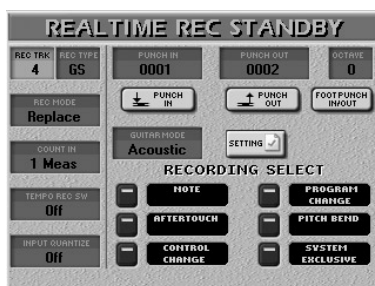 REALTIME REC STANDBY
REC TRK
4
REC TYPE
GS
PUNCH IN
0001
PUNCH OUT
0002
OCTAVE
0
PUNCH
IN
PUNCH
OUT
FOOT PUNCH
IN/OUT
REC MODE
Replace
GUITAR MODE
Acoustic
SETTING
COUNT IN
1 Meas
RECORDING SELECT
TEMPO REC SW
Off
NOTE
PROGRAM
CHANGE
AFTERTOUCH
PITCH BEND
INPUT QUANTIZE
Off
CONTROL
CHANGE
SYSTEM
EXCLUSIVE